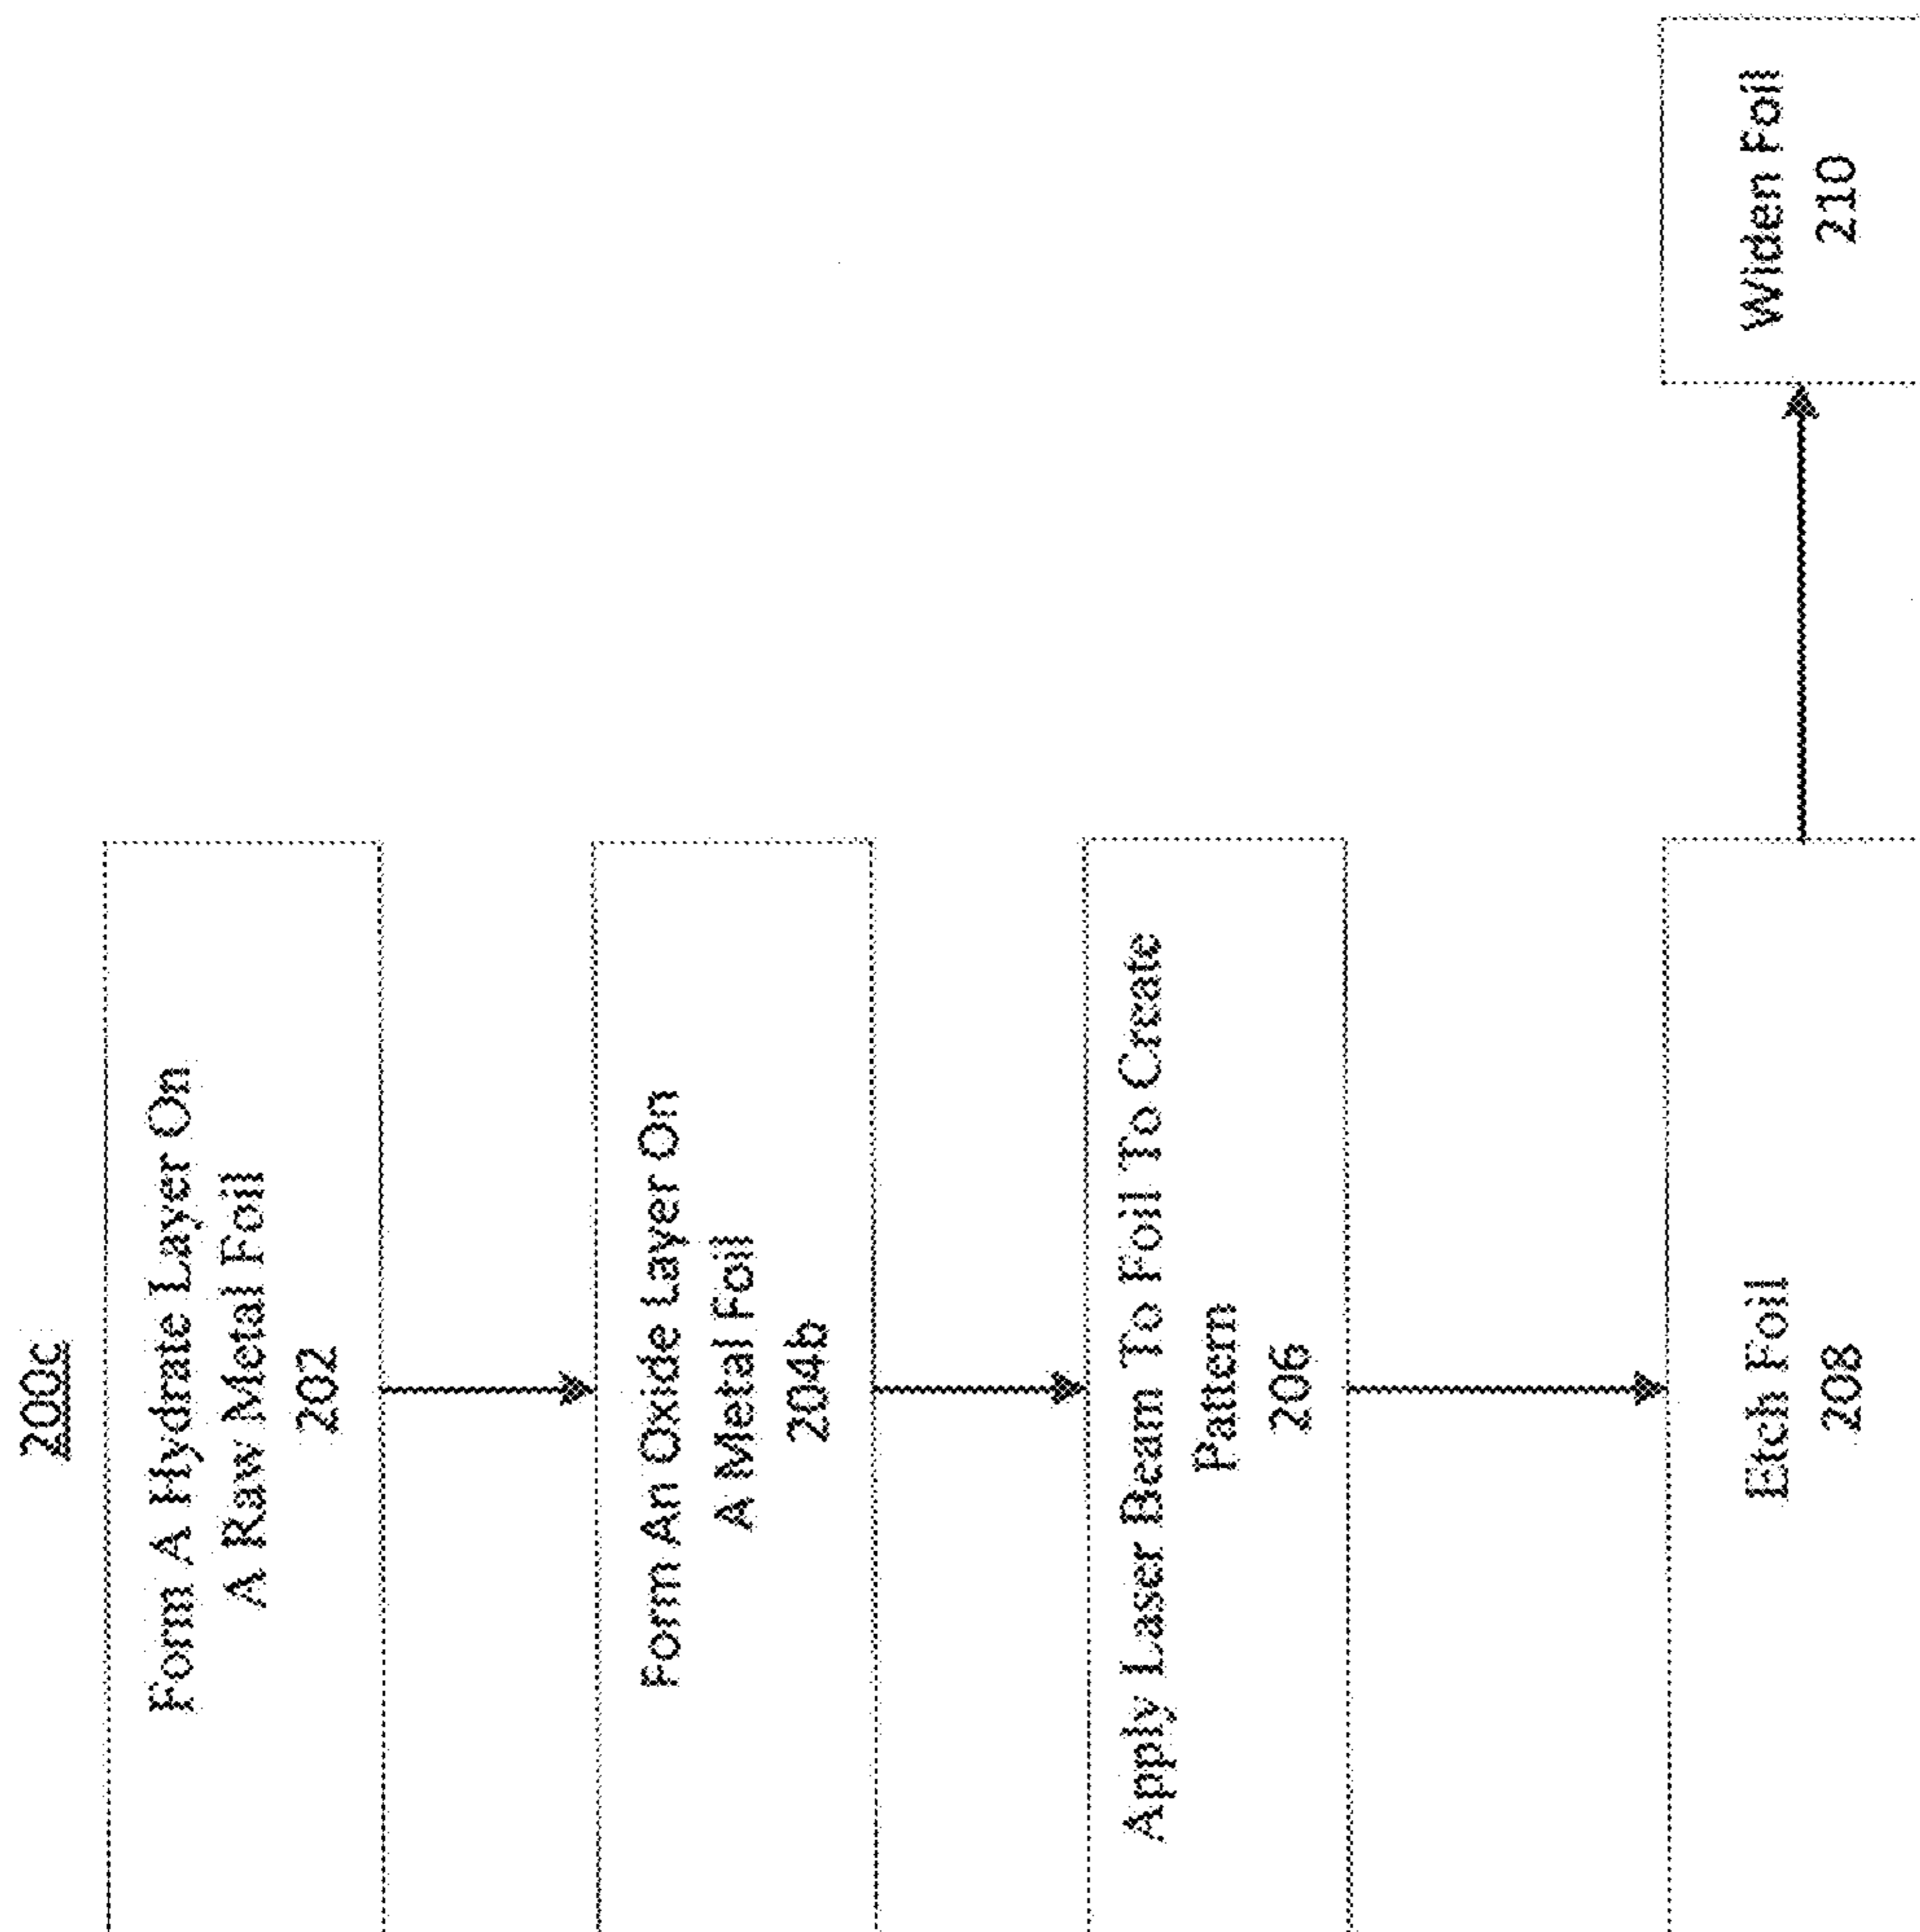 200c
Form A Hydrate Layer On
A Raw Metal Foil
202
Form An Oxide Layer On
A Metal Foil
204b
Apply Laser Beam To Foil To Create
Pattern
206
Etch Foil
208
Widen Foil
210